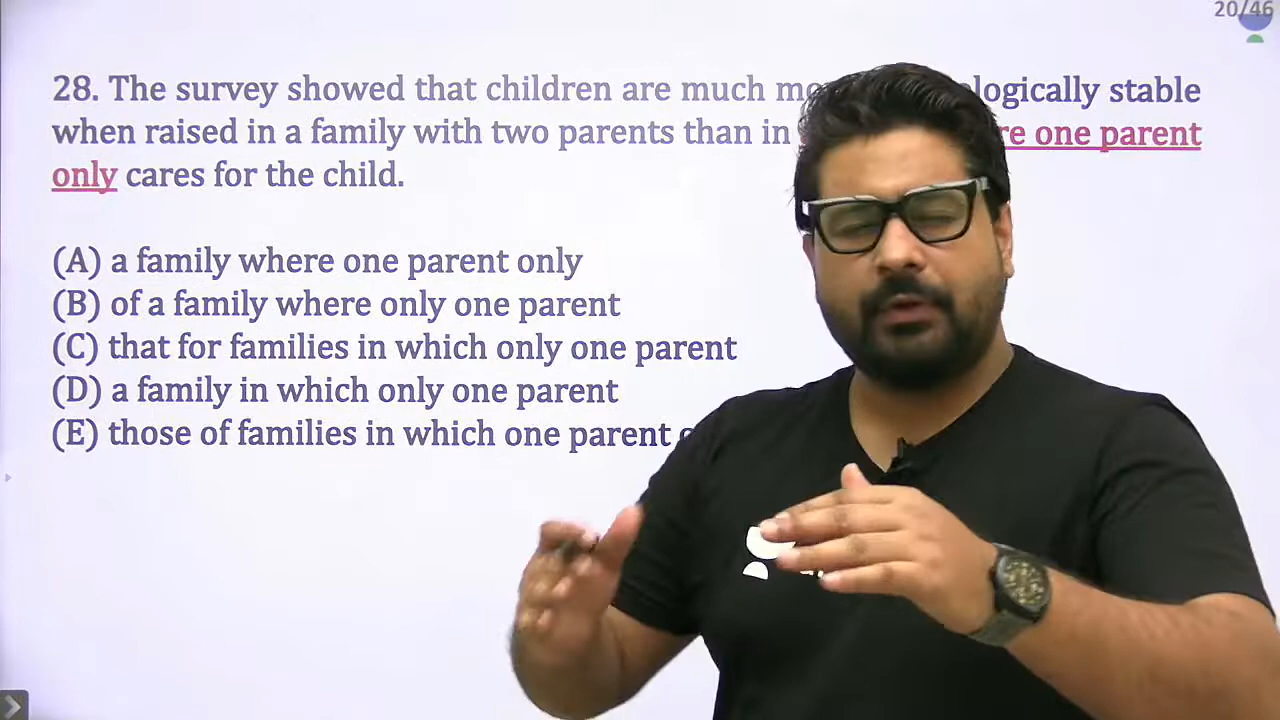 20/46
28. The survey showed that children are much stable
when raised in a family with two parents than in one parent
only cares for the child.
(A) a family where one parent only
(B) of a family where only one parent
(C) that for families in which only one parent
(D) a family in which only one parent
(E) those of families in which one parent